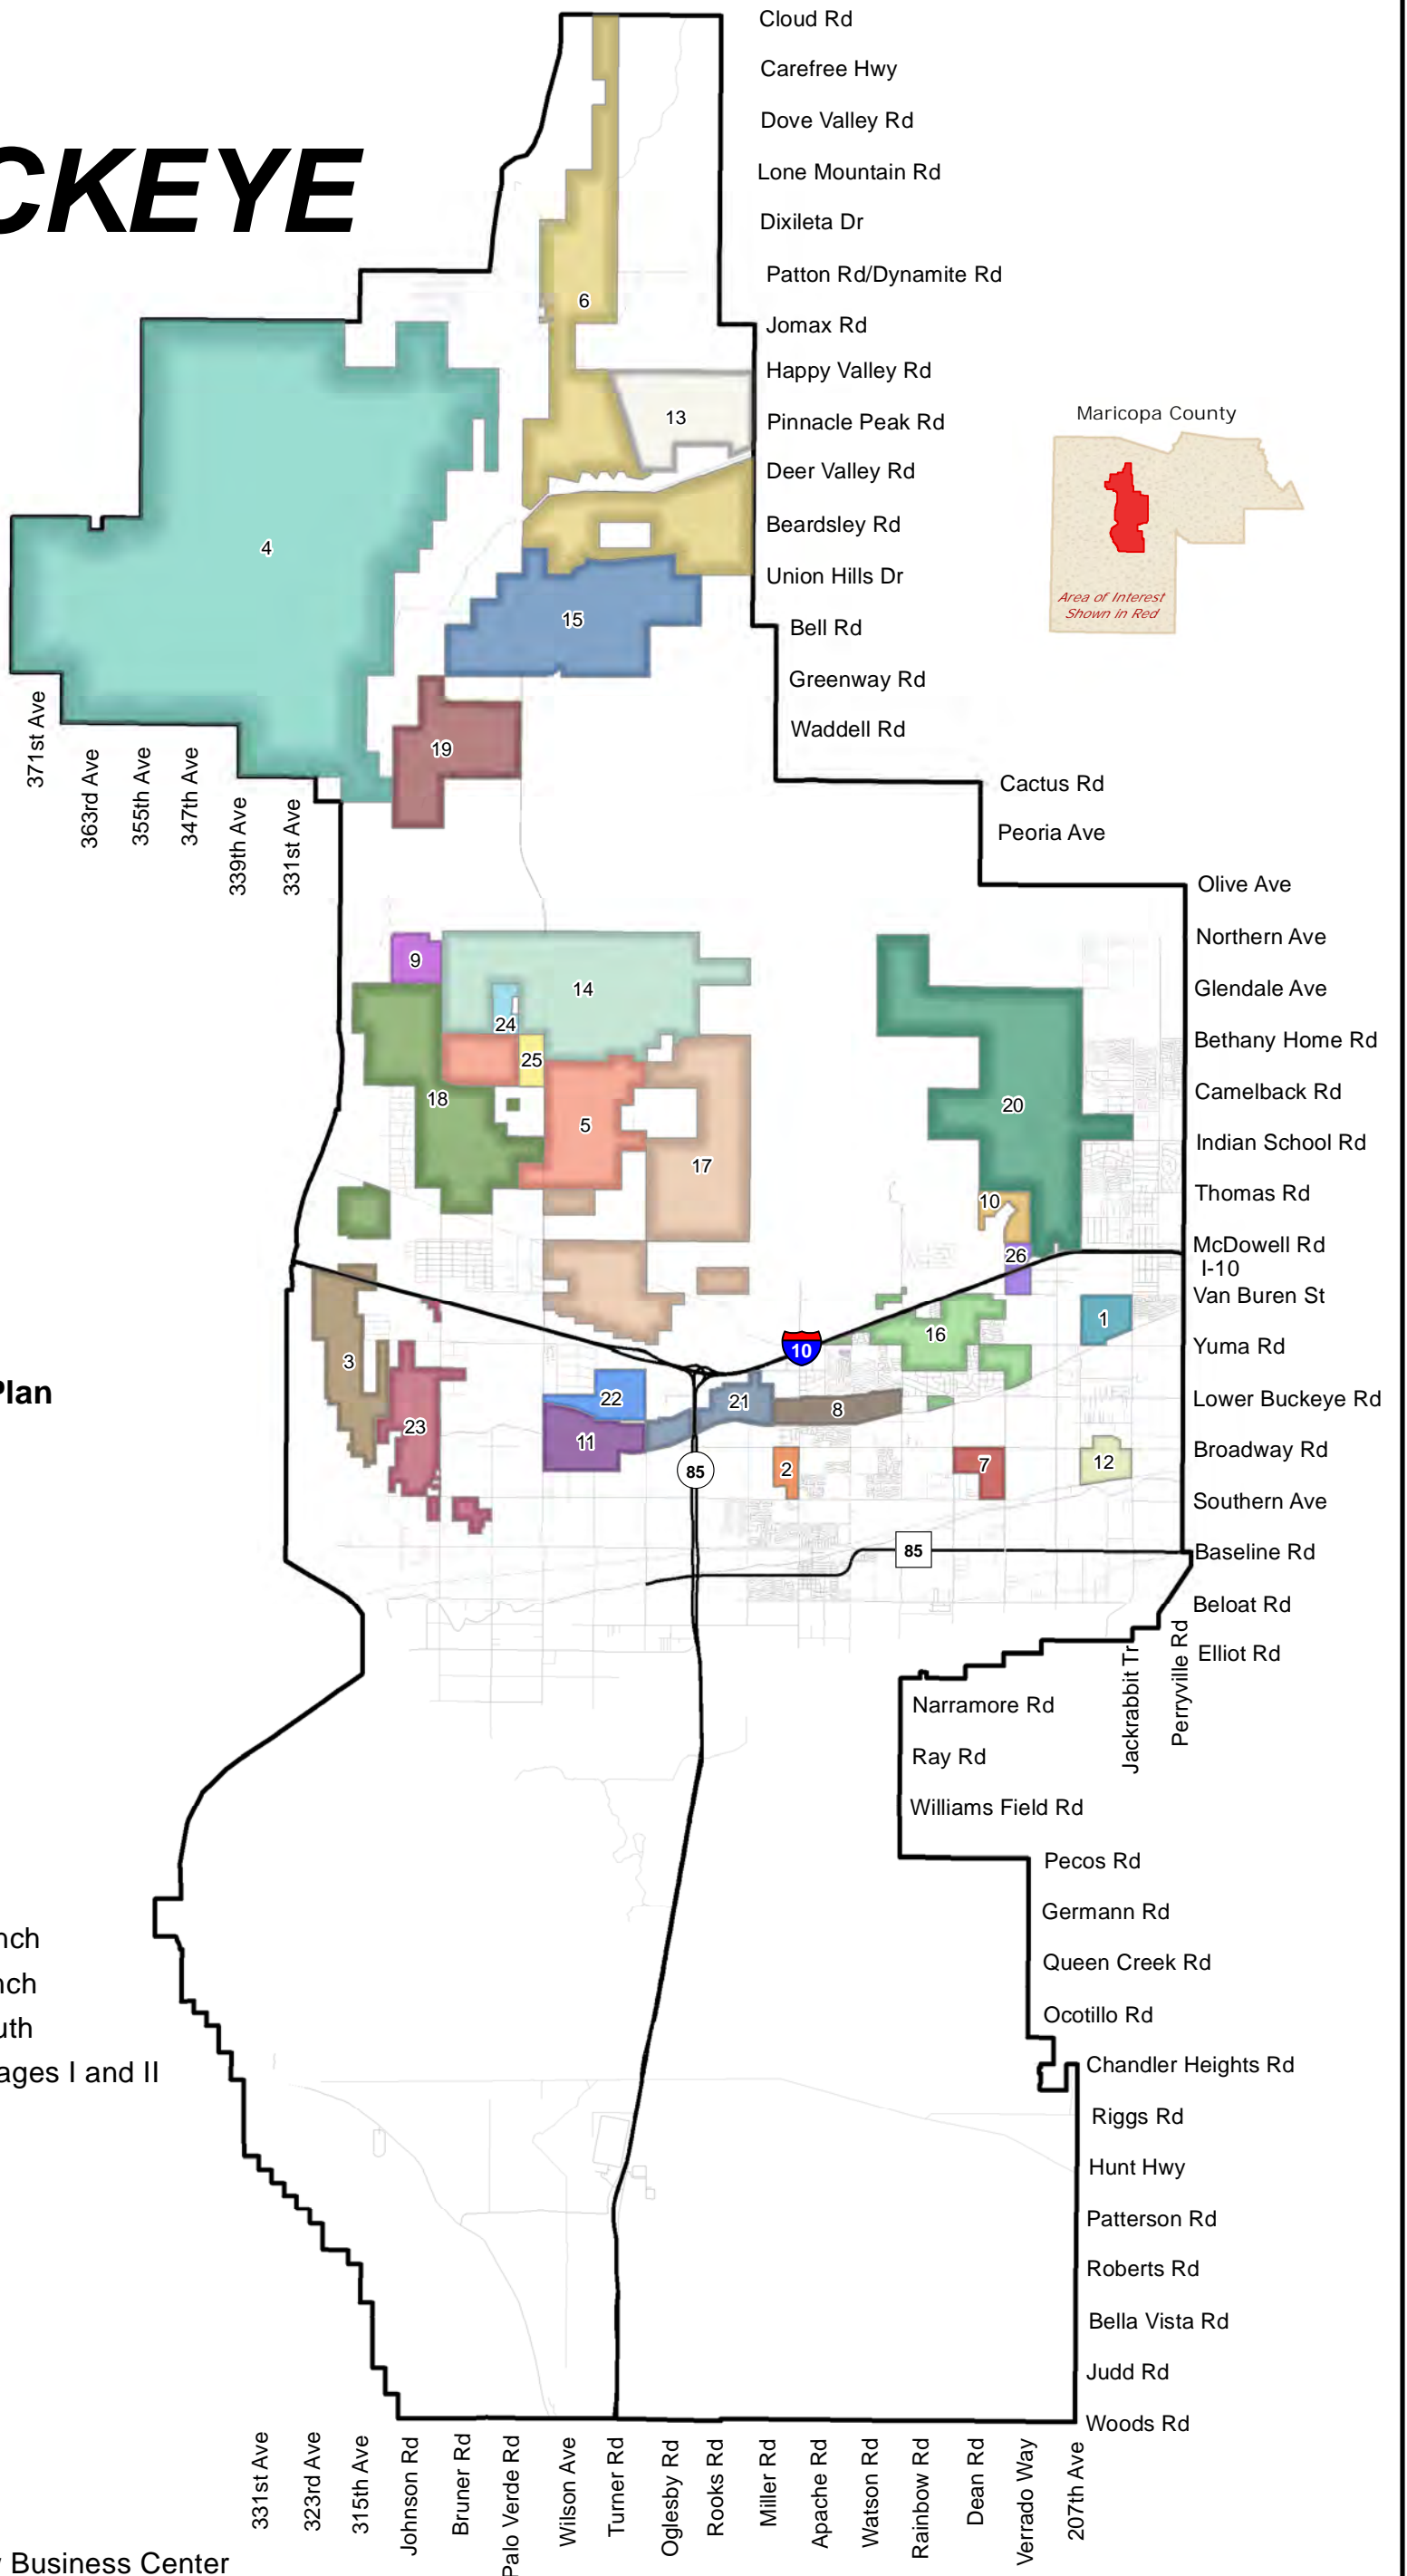 CKEYE
Cloud Rd
Carefree Hwy
Dove Valley Rd
Lone Mountain Rd
Dixileta Dr
Patton Rd/Dynamite Rd
Jomax Rd
Happy Valley Rd
Pinnacle Peak Rd
Deer Valley Rd
Beardsley Rd
Union Hills Dr
Bell Rd
Greenway Rd
Waddell Rd
Cactus Rd
Peoria Ave
Olive Ave
Northern Ave
Glendale Ave
Bethany Home Rd
Camelback Rd
Indian School Rd
Thomas Rd
McDowell Rd
I-10
Van Buren St
Yuma Rd
Lower Buckeye Rd
Broadway Rd
Southern Ave
Baseline Rd
Beloat Rd
Elliot Rd
Perryville Rd
Jackrabbit Tr
Narramore Rd
Ray Rd
Williams Field Rd
Pecos Rd
Germann Rd
Queen Creek Rd
Ocotillo Rd
Chandler Heights Rd
Riggs Rd
Hunt Hwy
Patterson Rd
Roberts Rd
Bella Vista Rd
Judd Rd
Woods Rd
Maricopa County
Area of Interest
Shown in Red
371st Ave
363rd Ave
355th Ave
347th Ave
339th Ave
331st Ave
6
13
4
15
19
9
14
24
25
18
5
17
20
10
26
1
16
3
10
22
21
8
23
11
85
2
7
12
85
Plan
nch
nch
uth
ages I and II
331st Ave
323rd Ave
315th Ave
Johnson Rd
Bruner Rd
Palo Verde Rd
Wilson Ave
Turner Rd
Oglesby Rd
Rooks Rd
Miller Rd
Apache Rd
Watson Rd
Rainbow Rd
Dean Rd
Verrado Way
207th Ave
Business Center